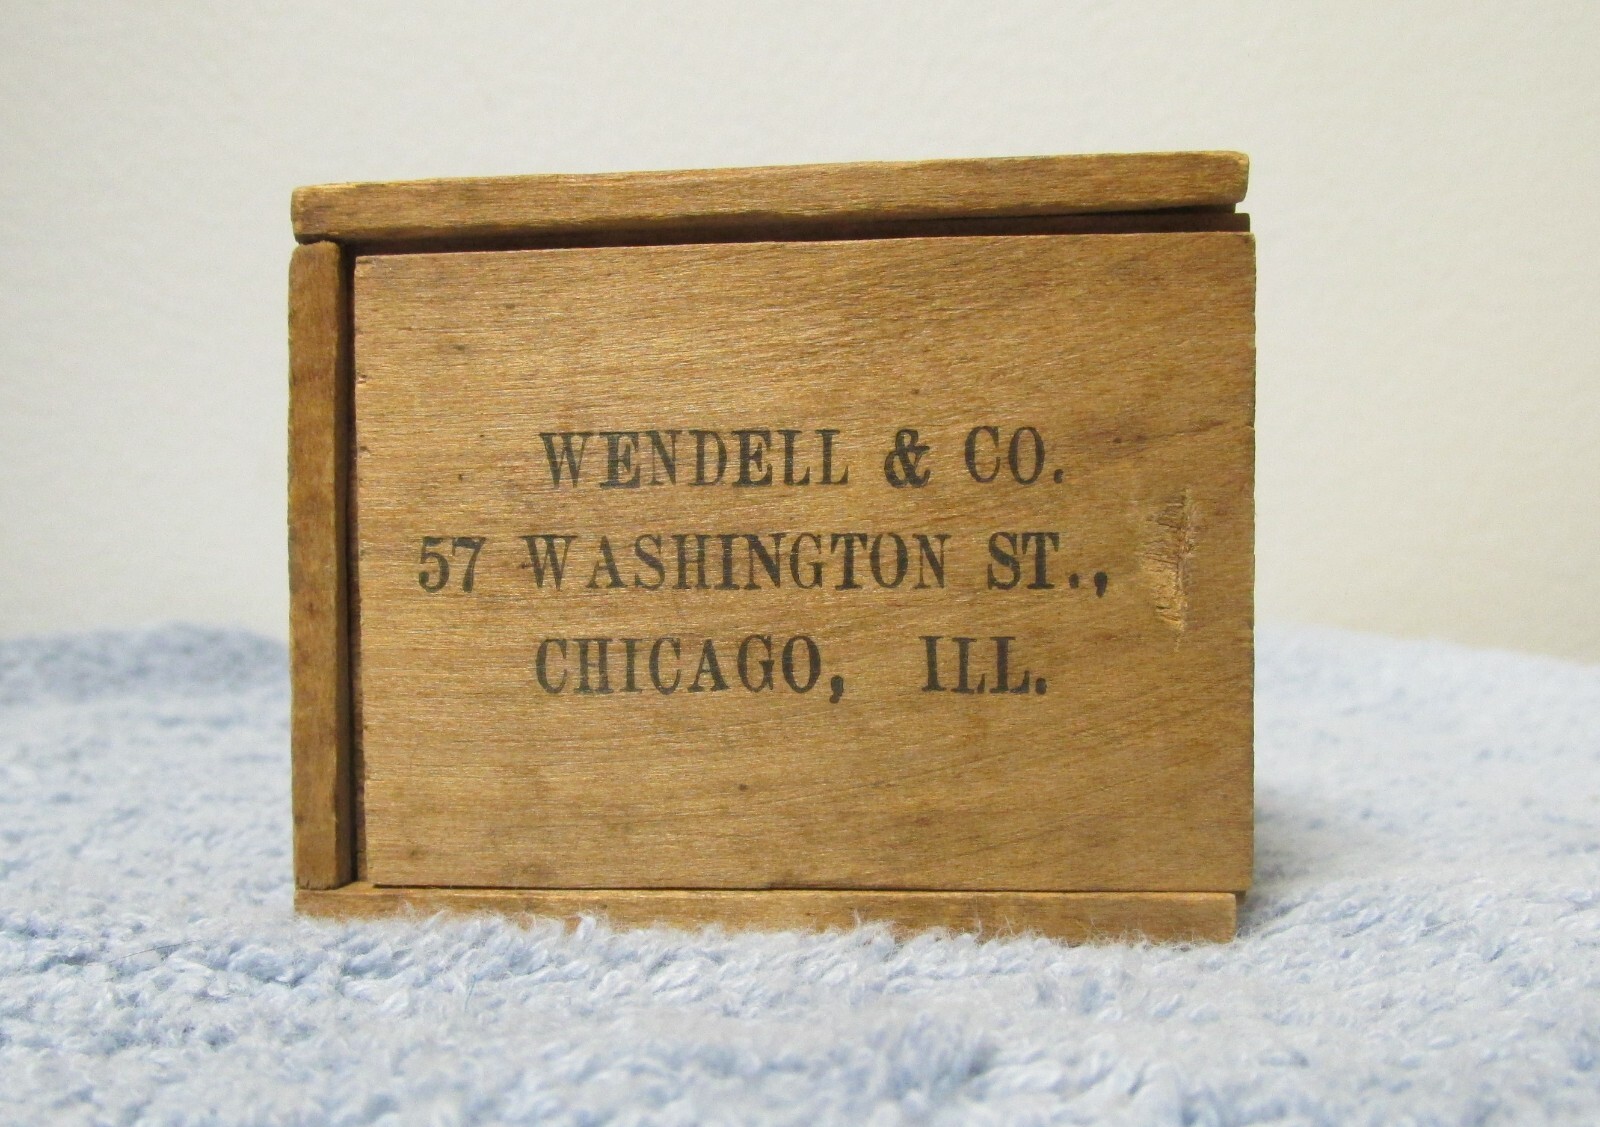 WENDELL & CO.
57 WASHINGTON ST.,
CHICAGO, ILL.